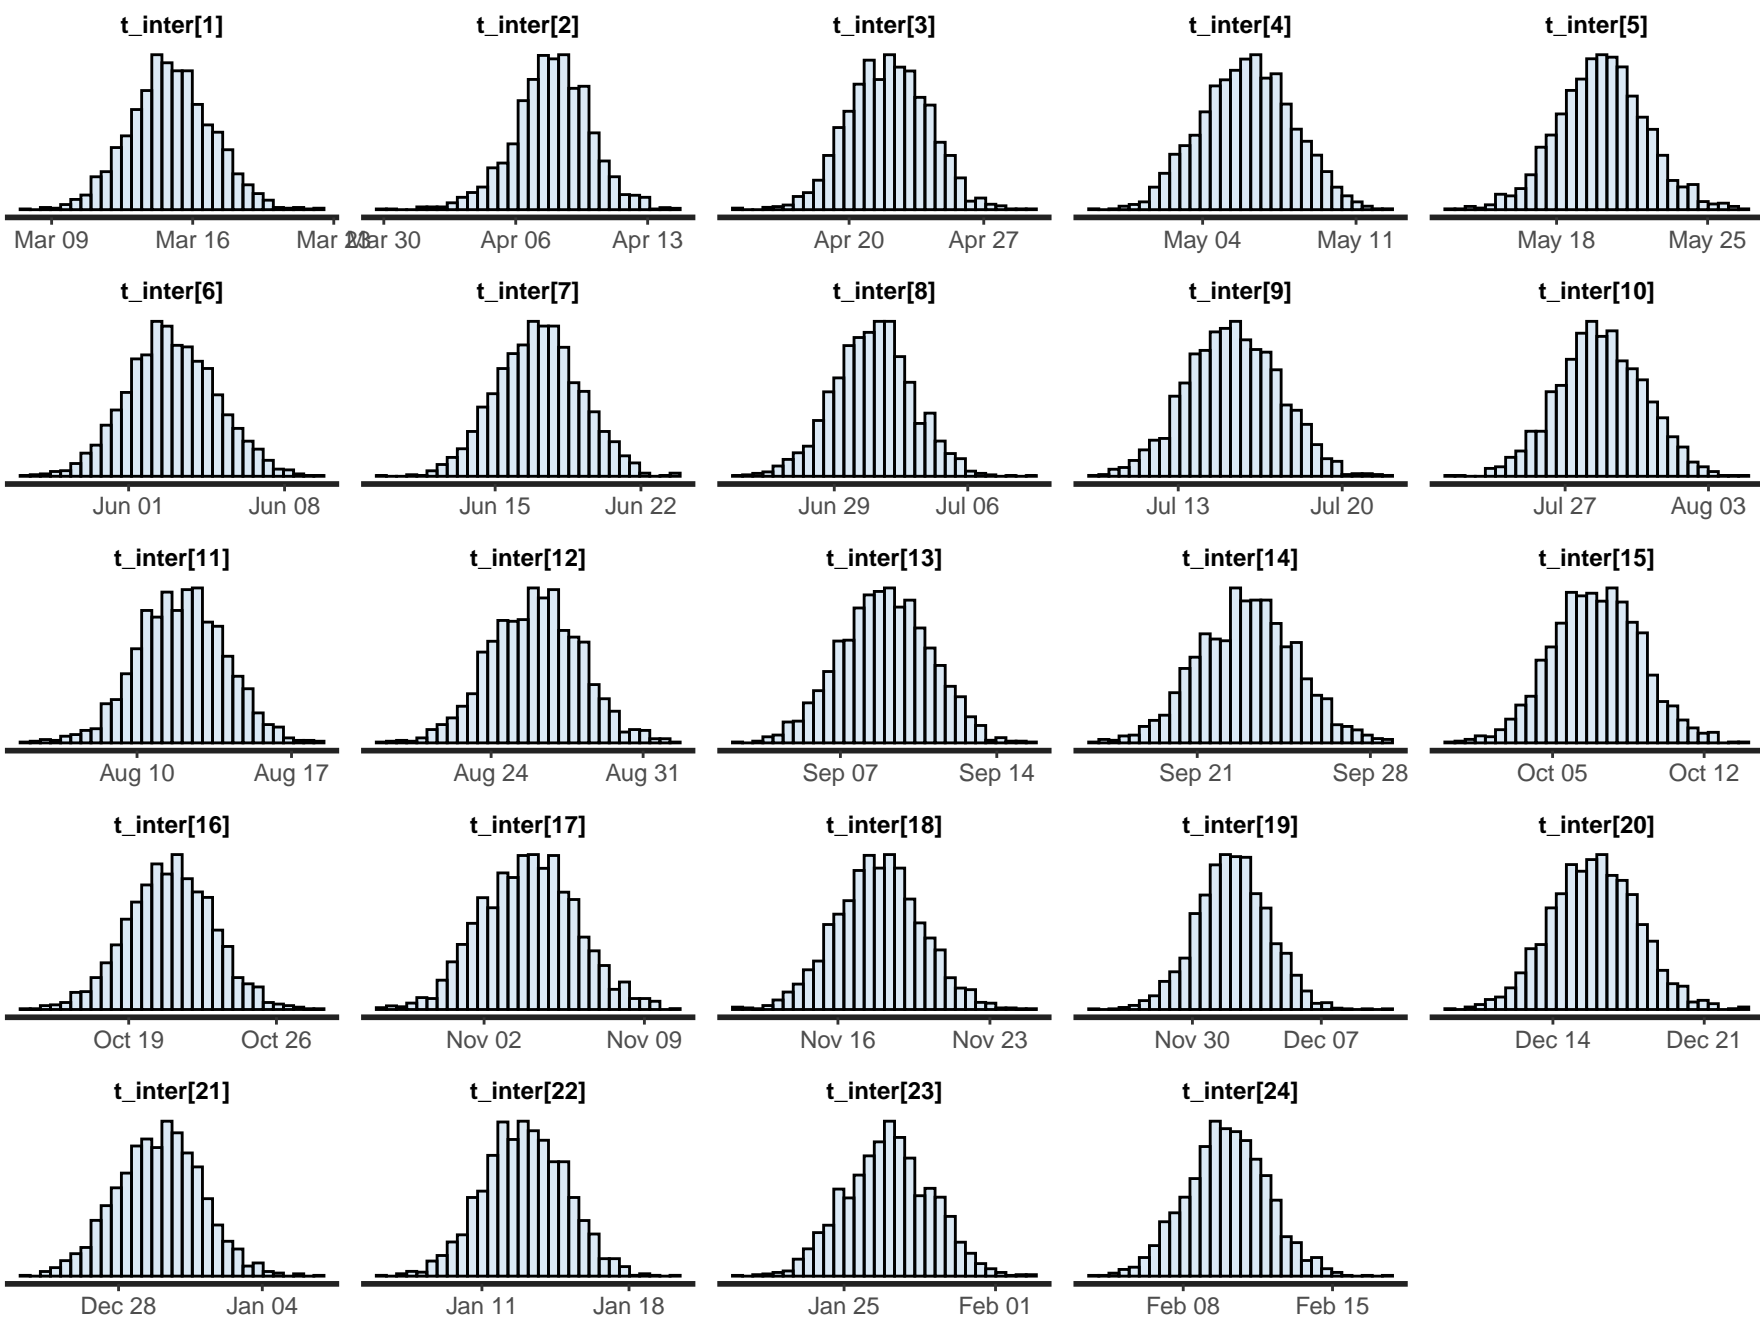 t_inter[1] t_inter[2] t_inter[3] t_inter[4] t_inter[5]
Mar 09 Mar 16 Mar 23 Mar 30 Apr 06 Apr 13 Apr 20 Apr 27 May 04 May 11 May 18 May 25
t_inter[6] t_inter[7] t_inter[8] t_inter[9] t_inter[10]
Jun 01 Jun 08 Jun 15 Jun 22 Jun 29 Jul 06 Jul 13 Jul 20 Jul 27 Aug 03
t_inter[11] t_inter[12] t_inter[13] t_inter[14] t_inter[15]
Aug 10 Aug 17 Aug 24 Aug 31 Sep 07 Sep 14 Sep 21 Sep 28 Oct 05 Oct 12
t_inter[16] t_inter[17] t_inter[18] t_inter[19] t_inter[20]
Oct 19 Oct 26 Nov 02 Nov 09 Nov 16 Nov 23 Nov 30 Dec 07 Dec 14 Dec 21
t_inter[21] t_inter[22] t_inter[23] t_inter[24]
Dec 28 Jan 04 Jan 11 Jan 18 Jan 25 Feb 01 Feb 08 Feb 15